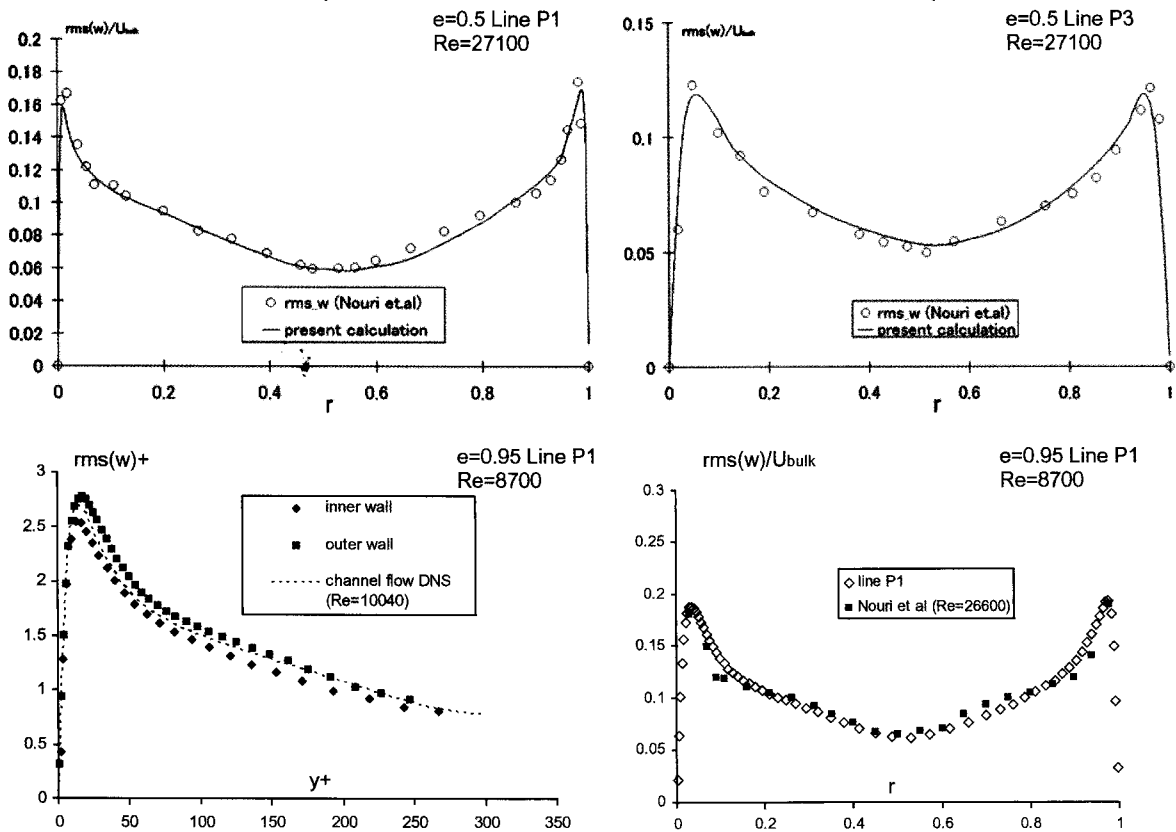 rms(w)/Ubulk
e=0.5 Line P1
Re=27100
0.2
0.18
0.16
0.14
0.12
0.1
0.08
0.06
0.04
0.02
0
○ rms_w (Nouri et.al)
— present calculation
0 0.2 0.4 0.6 0.8 1
r
rms(w)/Ubulk
e=0.5 Line P3
Re=27100
0.15
0.1
0.05
0
○ rms_w (Nouri et.al)
— present calculation
0 0.2 0.4 0.6 0.8 1
r
rms(w)+
e=0.95 Line P1
Re=8700
3
2.5
2
1.5
1
0.5
0
inner wall
outer wall
channel flow DNS
(Re=10040)
y+
0 50 100 150 200 250 300 350
rms(w)/Ubulk
e=0.95 Line P1
Re=8700
0.3
0.25
0.2
0.15
0.1
0.05
0
line P1
Nouri et al (Re=26600)
r
0 0.2 0.4 0.6 0.8 1